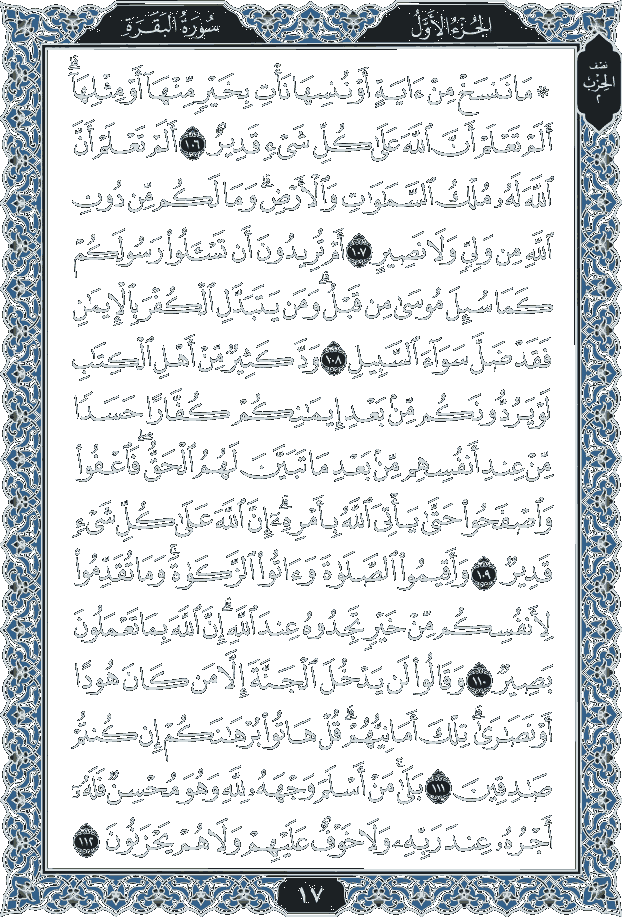 الجزء الأول
سورة البقرة
نصف
الحزب
٢
۞ مَا نَنسَخْ مِنْ ءَايَةٍ أَوْ نُنسِهَا نَأْتِ بِخَيْرٍ مِّنْهَآ أَوْ مِثْلِهَآ ۗ
أَلَمْ تَعْلَمْ أَنَّ ٱللَّهَ عَلَىٰ كُلِّ شَىْءٍ قَدِيرٌ ١٠٦ أَلَمْ تَعْلَمْ أَنَّ
ٱللَّهَ لَهُۥ مُلْكُ ٱلسَّمَـٰوَٰتِ وَٱلْأَرْضِ ۗ وَمَا لَكُم مِّن دُونِ
ٱللَّهِ مِن وَلِىٍّ وَلَا نَصِيرٍ ١٠٧ أَمْ تُرِيدُونَ أَن تَسْـَٔلُوا۟ رَسُولَكُمْ
كَمَا سُئِلَ مُوسَىٰ مِن قَبْلُ ۗ وَمَن يَتَبَدَّلِ ٱلْكُفْرَ بِٱلْإِيمَـٰنِ
فَقَدْ ضَلَّ سَوَآءَ ٱلسَّبِيلِ ١٠٨ وَدَّ كَثِيرٌ مِّنْ أَهْلِ ٱلْكِتَـٰبِ
لَوْ يَرُدُّونَكُم مِّنۢ بَعْدِ إِيمَـٰنِكُمْ كُفَّارًا حَسَدًا
مِّنْ عِندِ أَنفُسِهِم مِّنۢ بَعْدِ مَا تَبَيَّنَ لَهُمُ ٱلْحَقُّ ۖ فَٱعْفُوا۟
وَٱصْفَحُوا۟ حَتَّىٰ يَأْتِىَ ٱللَّهُ بِأَمْرِهِۦٓ ۗ إِنَّ ٱللَّهَ عَلَىٰ كُلِّ شَىْءٍ
قَدِيرٌ ١٠٩ وَأَقِيمُوا۟ ٱلصَّلَوٰةَ وَءَاتُوا۟ ٱلزَّكَوٰةَ ۚ وَمَا تُقَدِّمُوا۟
لِأَنفُسِكُم مِّنْ خَيْرٍ تَجِدُوهُ عِندَ ٱللَّهِ ۗ إِنَّ ٱللَّهَ بِمَا تَعْمَلُونَ
بَصِيرٌ ١١٠ وَقَالُوا۟ لَن يَدْخُلَ ٱلْجَنَّةَ إِلَّا مَن كَانَ هُودًا
أَوْ نَصَـٰرَىٰ ۗ تِلْكَ أَمَانِيُّهُمْ ۗ قُلْ هَاتُوا۟ بُرْهَـٰنَكُمْ إِن كُنتُمْ
صَـٰدِقِينَ ١١١ بَلَىٰ مَنْ أَسْلَمَ وَجْهَهُۥ لِلَّهِ وَهُوَ مُحْسِنٌ فَلَهُۥٓ
أَجْرُهُۥ عِندَ رَبِّهِۦ وَلَا خَوْفٌ عَلَيْهِمْ وَلَا هُمْ يَحْزَنُونَ ١١٢
١٧